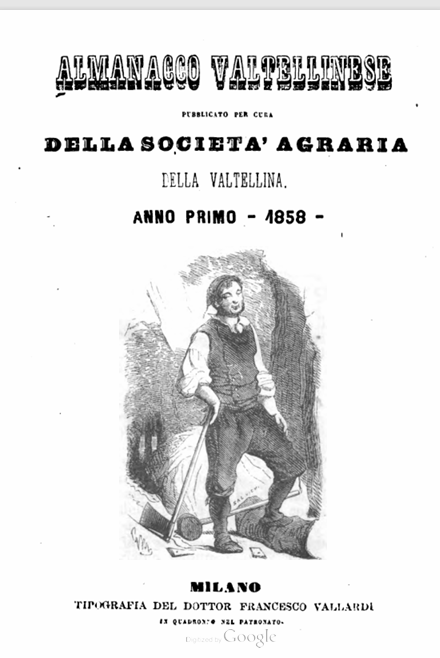 ALMANACCO VALTELLINESE
PUBBLICATO PER CURA
DELLA SOCIETA' AGRARIA
DELLA VALTELLINA.
ANNO PRIMO - 1858 -
MILANO
TIPOGRAFIA DEL DOTTOR FRANCESCO VALLARDI
IN QUADRONNO NEL PATRONATO.
Digitized by Google